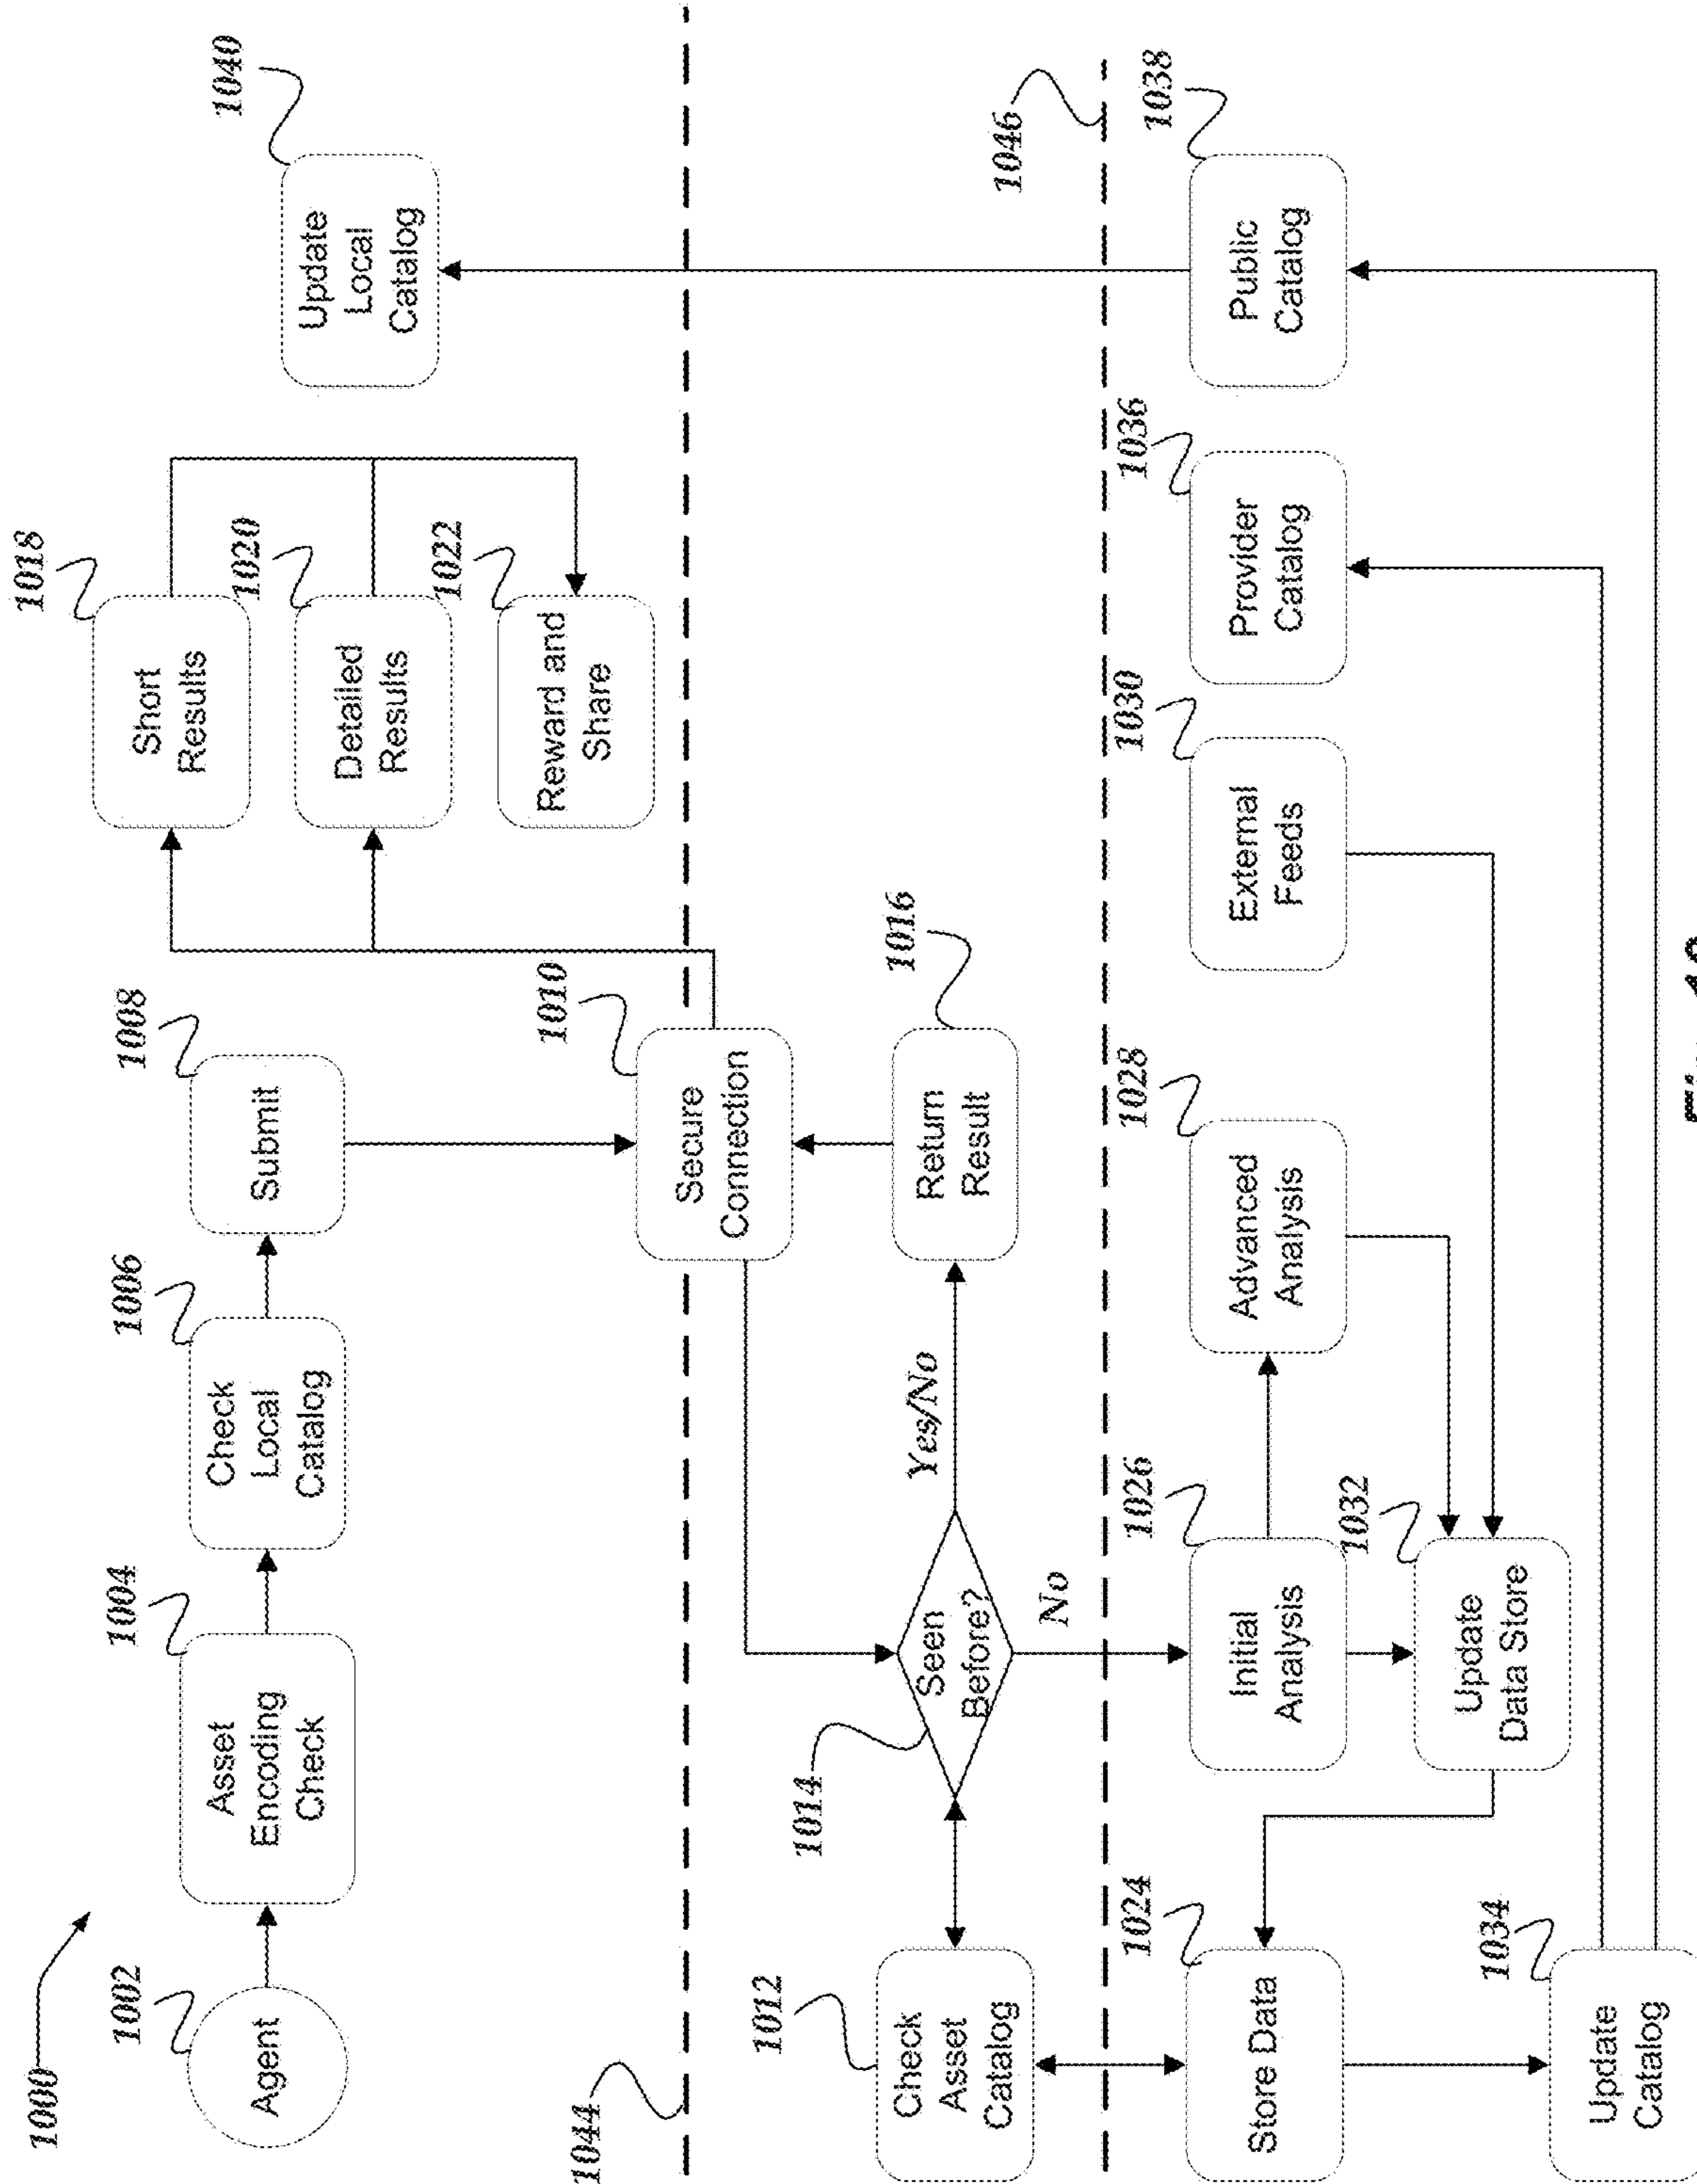 1000
1002
Agent
1004
Asset
Encoding
Check
1006
Check
Local
Catalog
1008
Submit
1018
Short
Results
1020
Detailed
Results
1022
Reward and
Share
1040
Update
Local
Catalog
1044
1010
Secure
Connection
1012
Check
Asset
Catalog
1014
Seen
Before?
Yes/No
No
1016
Return
Result
1046
1024
Store Data
1026
Initial
Analysis
1028
Advanced
Analysis
1030
External
Feeds
1036
Provider
Catalog
1038
Public
Catalog
1032
Update
Data Store
1034
Update
Catalog